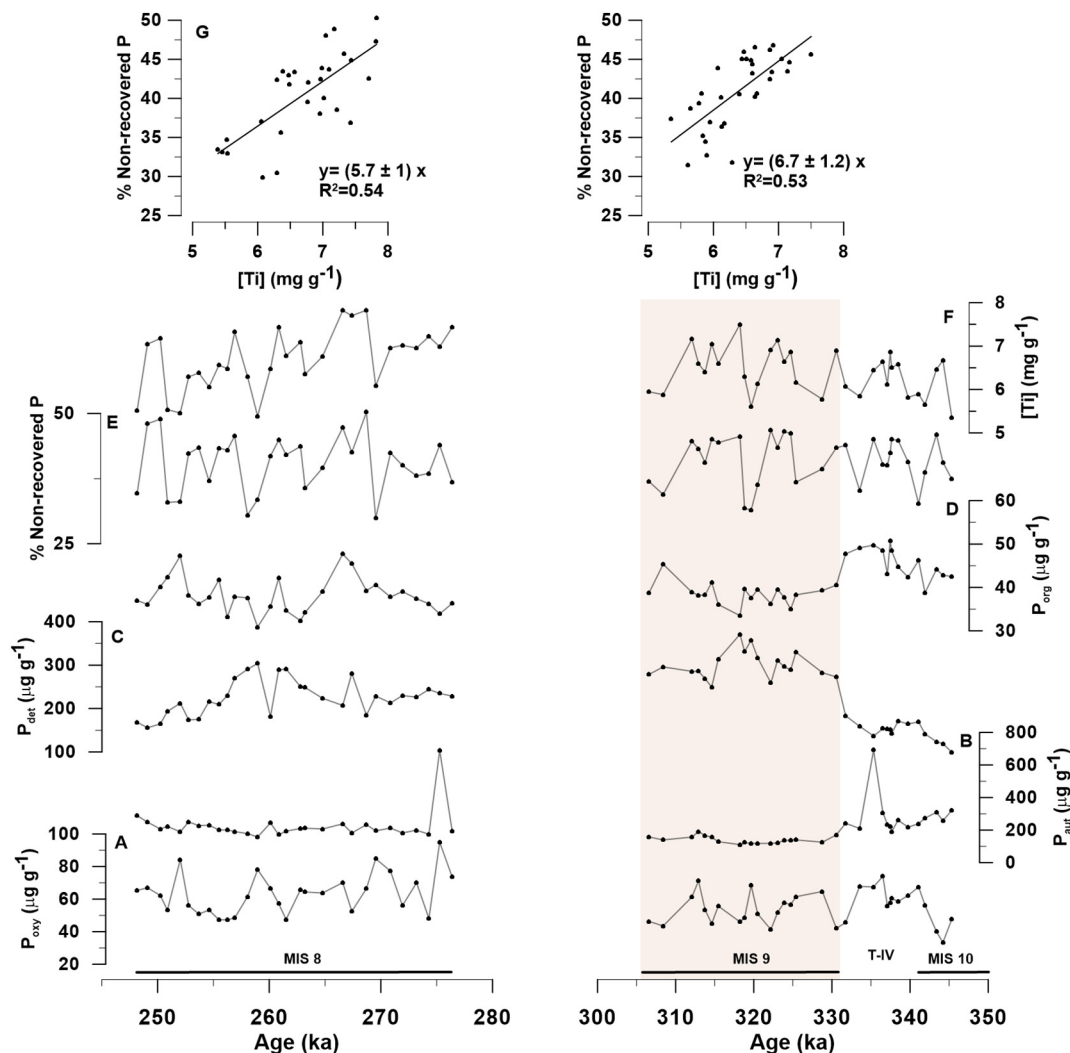 G
% Non-recovered P
50
45
40
35
30
25
y= (5.7 ± 1) x
R²=0.54
5 6 7 8
[Ti] (mg g⁻¹)
% Non-recovered P
50
45
40
35
30
25
y= (6.7 ± 1.2) x
R²=0.53
5 6 7 8
[Ti] (mg g⁻¹)
F
8
7
6
5
[Ti] (mg g⁻¹)
E
50
25
% Non-recovered P
D
60
50
40
30
P_org (µg g⁻¹)
C
400
300
200
100
P_det (µg g⁻¹)
B
800
600
400
200
0
P_aut (µg g⁻¹)
A
100
80
60
40
20
P_oxy (µg g⁻¹)
MIS 8
MIS 9
T-IV
MIS 10
250 260 270 280
Age (ka)
300 310 320 330 340 350
Age (ka)